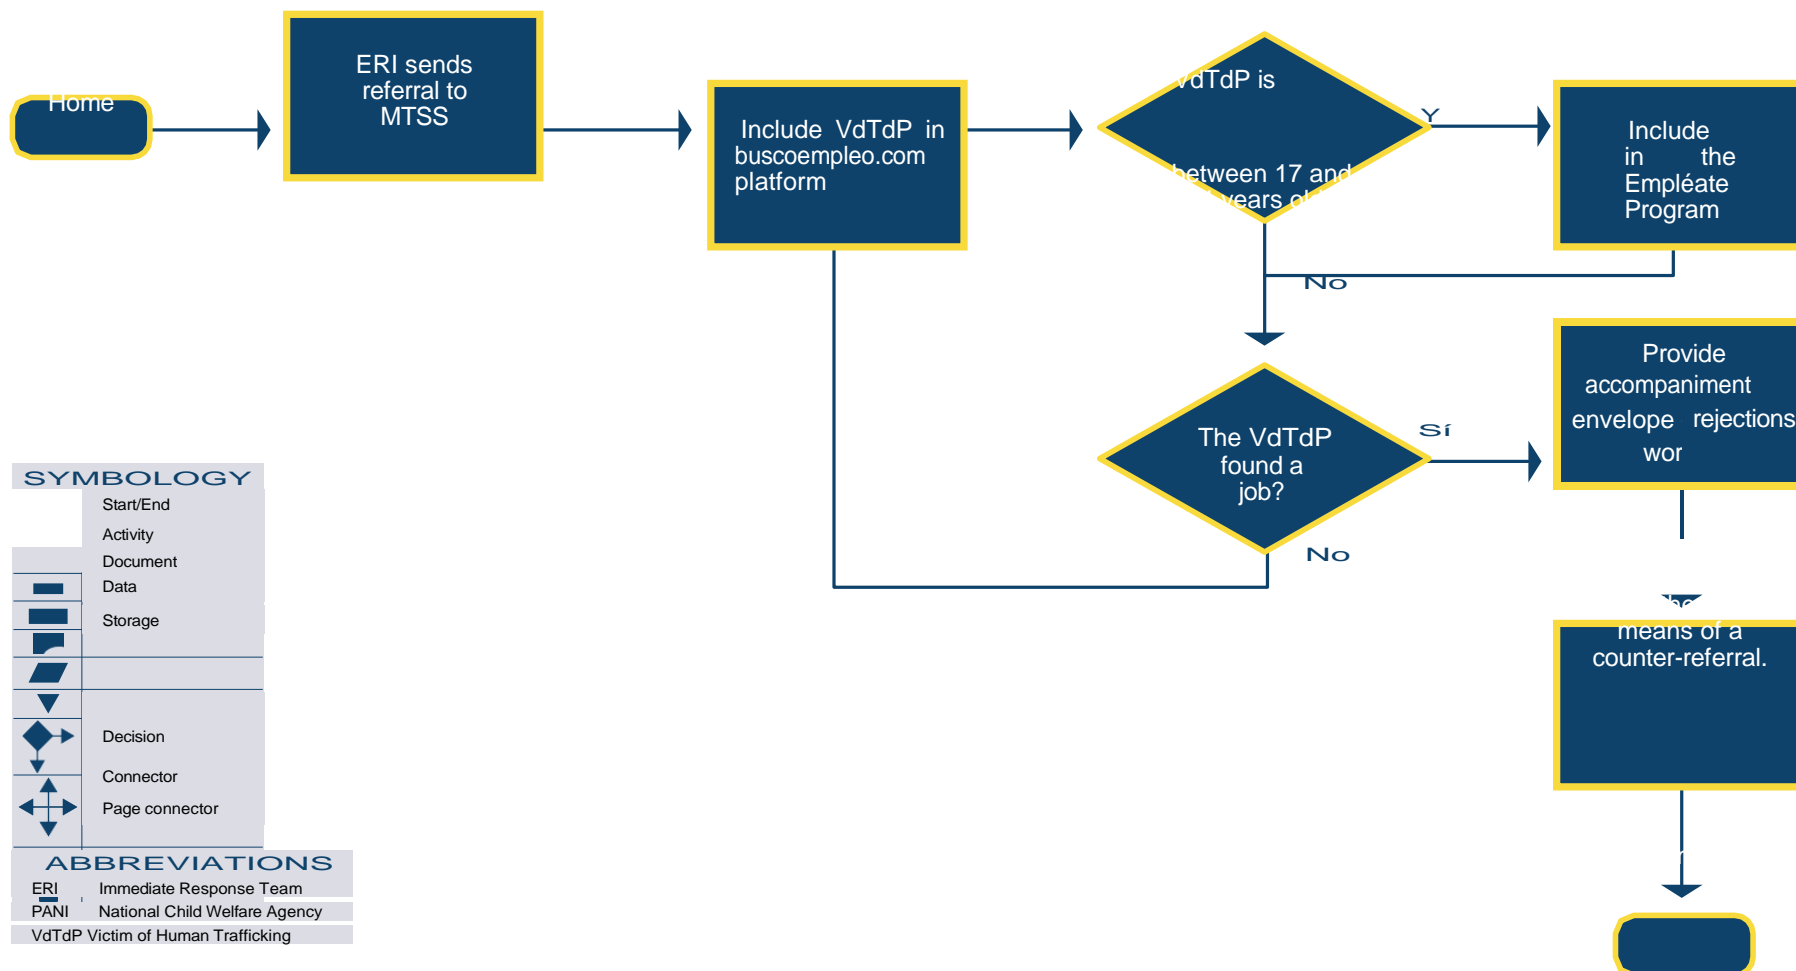 Home
ERI sends
referral to
MTSS
Include VdTdP in
buscoempleo.com
platform
VdTdP is
between 17 and
years old
Y
Include
in the
Empléate
Program
No
The VdTdP
found a
job?
Sí
No
Provide
accompaniment
envelope rejections
wor
means of a
counter-referral.
SYMBOLOGY
Start/End
Activity
Document
Data
Storage
Decision
Connector
Page connector
ABBREVIATIONS
ERI Immediate Response Team
PANI National Child Welfare Agency
VdTdP Victim of Human Trafficking